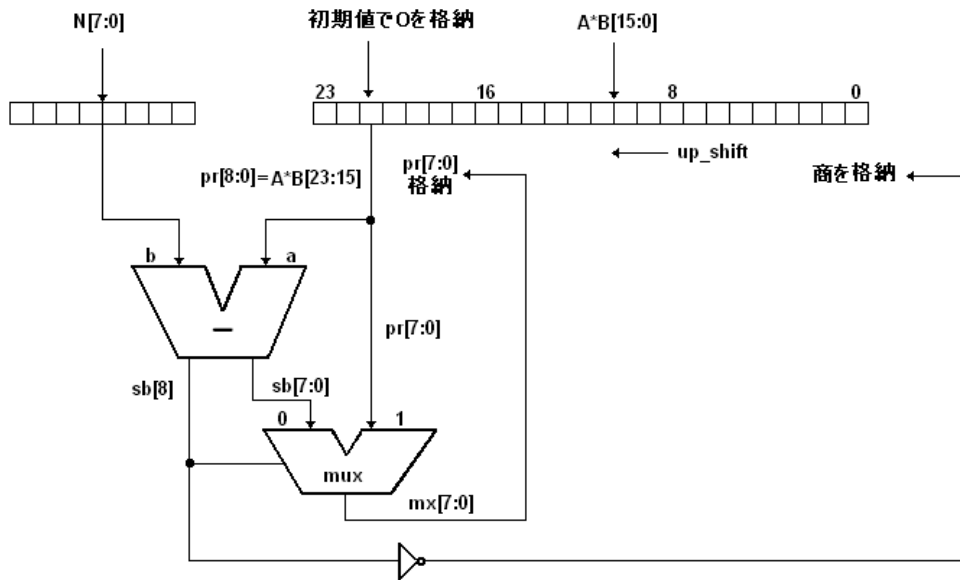 N[7:0]
初期値で0を格納
A*B[15:0]
23
16
8
0
up_shift
pr[8:0]=A*B[23:15]
pr[7:0]
格納
商を格納
b
a
−
pr[7:0]
sb[8]
sb[7:0]
0
1
mux
mx[7:0]